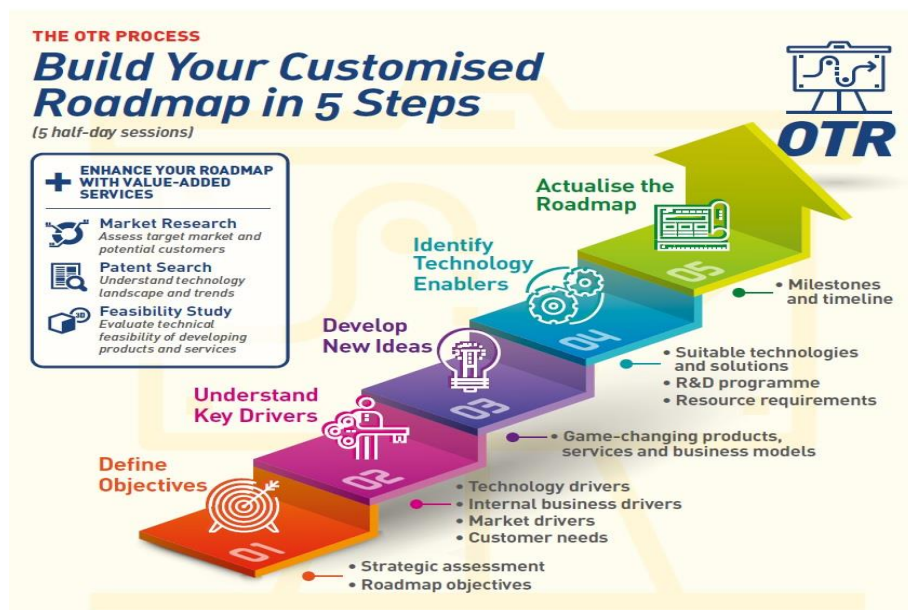 THE OTR PROCESS
Build Your Customised
Roadmap in 5 Steps
(5 half-day sessions)
OTR
+ ENHANCE YOUR ROADMAP
WITH VALUE-ADDED
SERVICES
Market Research
Assess target market and
potential customers
Patent Search
Understand technology
landscape and trends
3D
Feasibility Study
Evaluate technical
feasibility of developing
products and services
Define
Objectives
01
• Strategic assessment
• Roadmap objectives
Understand
Key Drivers
02
• Technology drivers
• Internal business drivers
• Market drivers
• Customer needs
Develop
New Ideas
03
• Game-changing products,
services and business models
Identify
Technology
Enablers
04
• Suitable technologies
and solutions
• R&D programme
• Resource requirements
Actualise the
Roadmap
05
• Milestones
and timeline